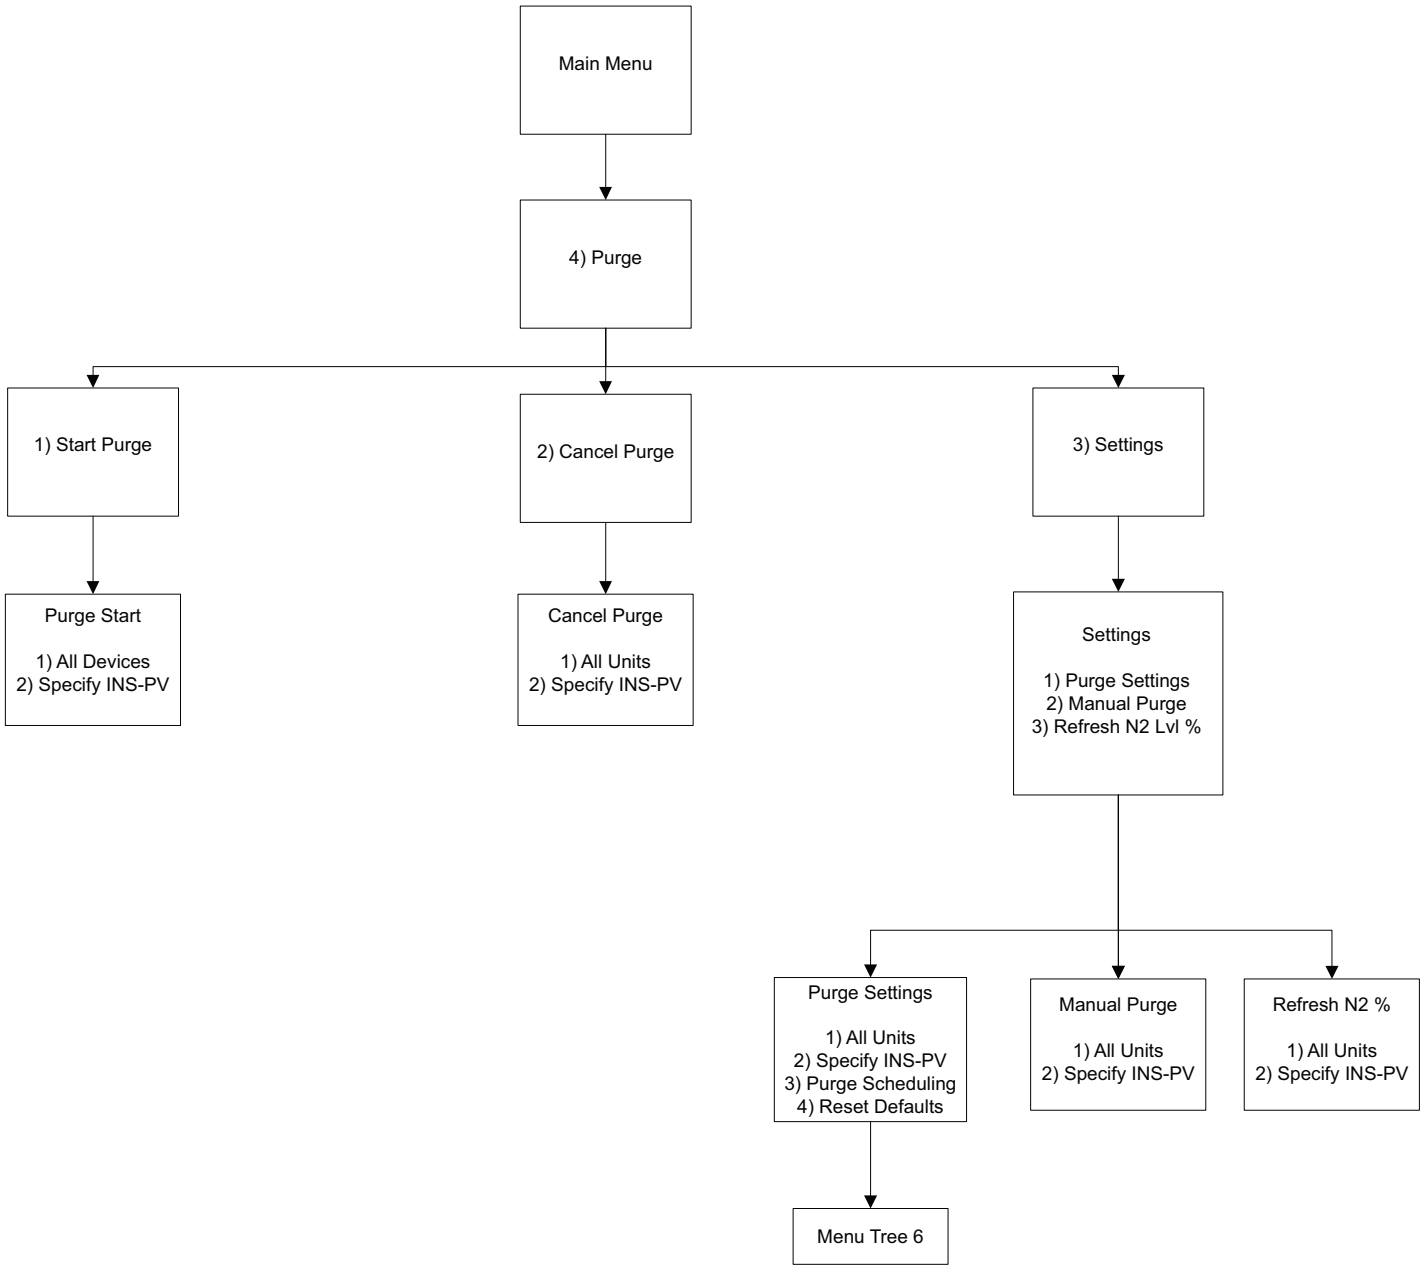 Main Menu
4) Purge
1) Start Purge
2) Cancel Purge
3) Settings
Purge Start
1) All Devices
2) Specify INS-PV
Cancel Purge
1) All Units
2) Specify INS-PV
Settings
1) Purge Settings
2) Manual Purge
3) Refresh N2 Lvl %
Purge Settings
1) All Units
2) Specify INS-PV
3) Purge Scheduling
4) Reset Defaults
Manual Purge
1) All Units
2) Specify INS-PV
Refresh N2 %
1) All Units
2) Specify INS-PV
Menu Tree 6